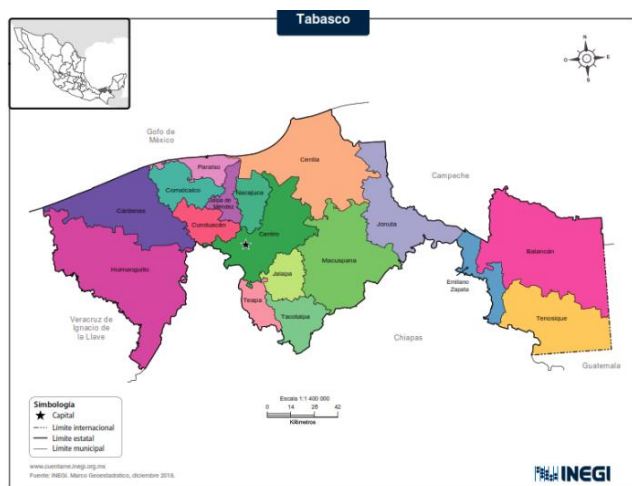 Tabasco
N
O
E
S
Gofo de
México
Campeche
Veracruz de
Ignacio de
la Llave
Chiapas
Guatemala
Centla
Paraíso
Comalcalco
Jalpa de
Méndez
Nacajuca
Cárdenas
Cunduacán
Centro
Jonuta
Macuspana
Huimanguillo
Jalapa
Teapa
Tacotalpa
Emiliano
Zapata
Balancán
Tenosique
Escala 1:1 400 000
0 14 28 42
Kilómetros
Simbología
Capital
Límite internacional
Límite estatal
Límite municipal
www.cuentame.inegi.org.mx
Fuente: INEGI. Marco Geoestadístico, diciembre 2019.
INEGI